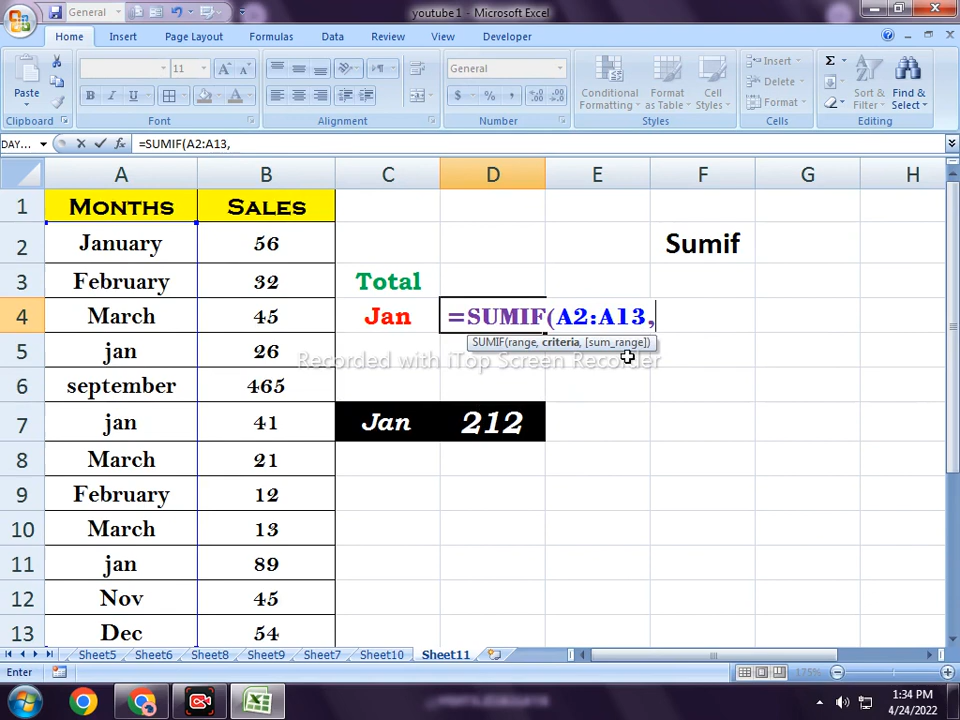 General
youtube1 - Microsoft Excel
Home Insert Page Layout Formulas Data Review View Developer
Paste
11
General
Conditional Formatting
Format as Table
Cell Styles
Insert
Delete
Format
Sort & Filter
Find & Select
Clipboard Font Alignment Number Styles Cells Editing
DAY... =SUMIF(A2:A13,
A B C D E F G H
1 Months Sales
2 January 56 Sumif
3 February 32 Total
4 March 45 Jan =SUMIF(A2:A13,
SUMIF(range, criteria, [sum_range])
5 jan 26
Recorded with iTop Screen Recorder
6 september 465
7 jan 41 Jan 212
8 March 21
9 February 12
10 March 13
11 jan 89
12 Nov 45
13 Dec 54
Sheet5 Sheet6 Sheet8 Sheet9 Sheet7 Sheet10 Sheet11
Enter 175%
1:34 PM
4/24/2022